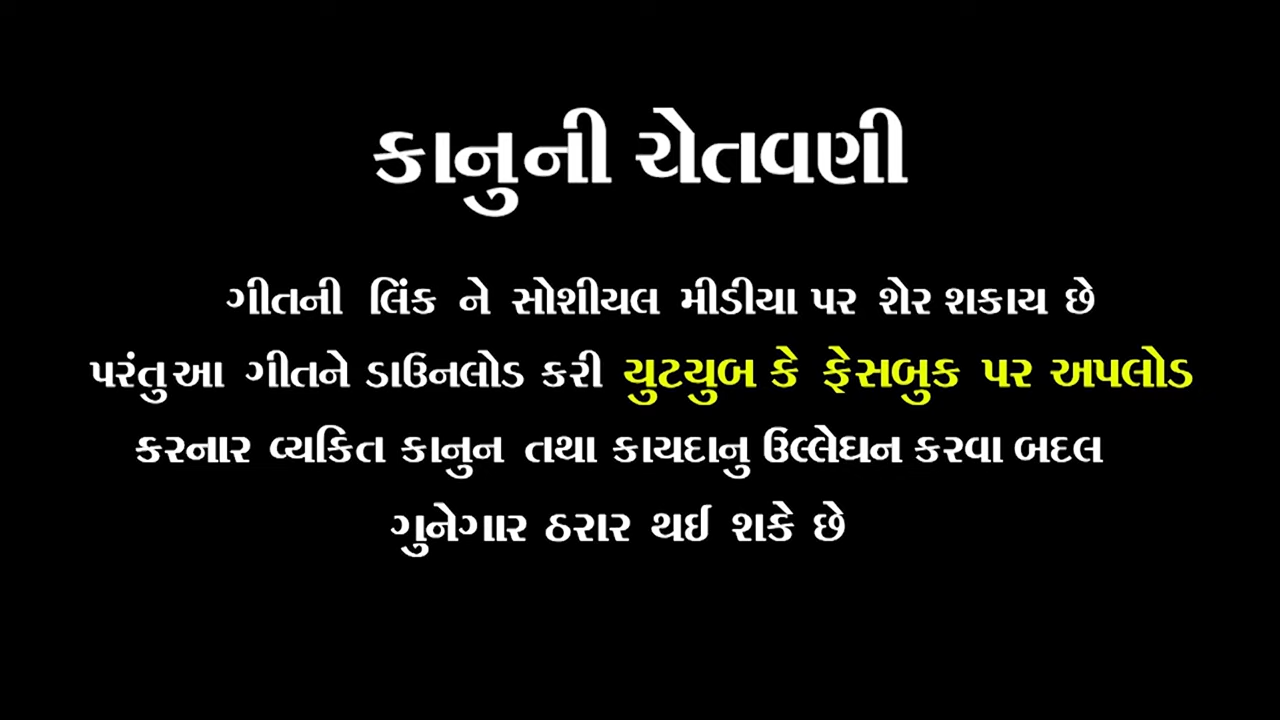 કાનુની ચેતવણી
ગીતની લિંક ને સોશીયલ મીડીયા પર શેર શકાય છે
પરંતુ આ ગીતને ડાઉનલોડ કરી યુટયુબ કે ફેસબુક પર અપલોડ
કરનાર વ્યકિત કાનુન તથા કાયદાનુ ઉલ્લેઘન કરવા બદલ
ગુનેગાર ઠરાર થઈ શકે છે